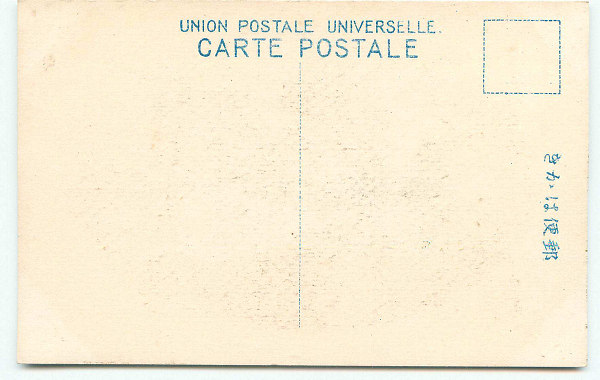 UNION POSTALE UNIVERSELLE.
CARTE POSTALE
きかは便郵